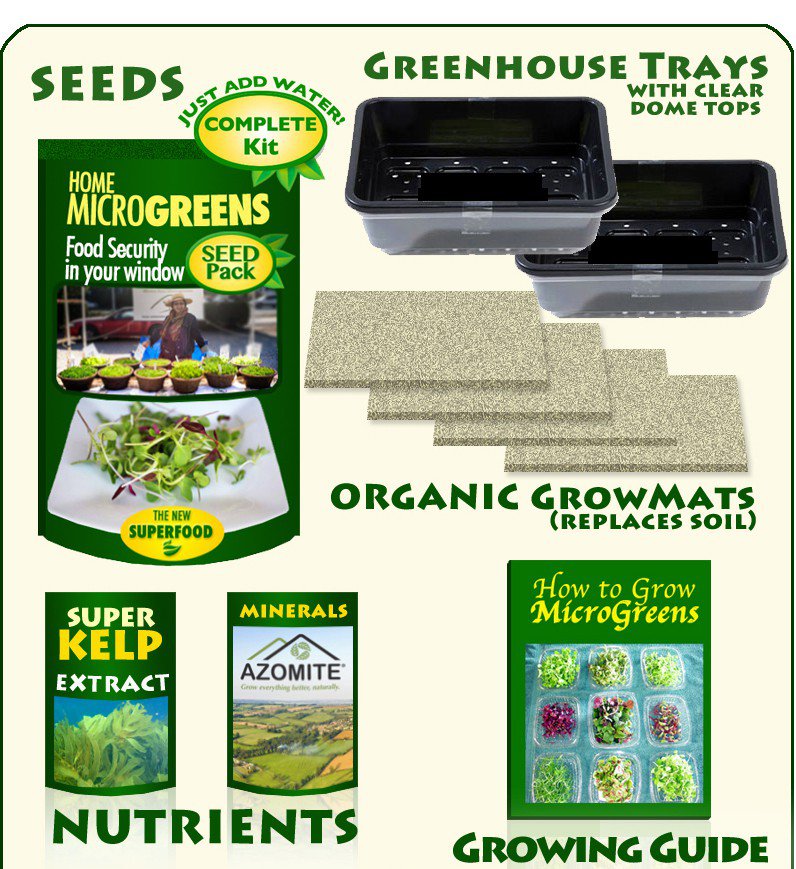 SEEDS
JUST ADD WATER!
COMPLETE
Kit
GREENHOUSE TRAYS
WITH CLEAR
DOME TOPS
HOME
MICROGREENS
Food Security
in your window
SEED
Pack
THE NEW
SUPERFOOD
ORGANIC GROWMATS
(REPLACES SOIL)
SUPER
KELP
EXTRACT
MINERALS
AZOMITE®
Grow everything better, naturally.
NUTRIENTS
How to Grow
MicroGreens
GROWING GUIDE